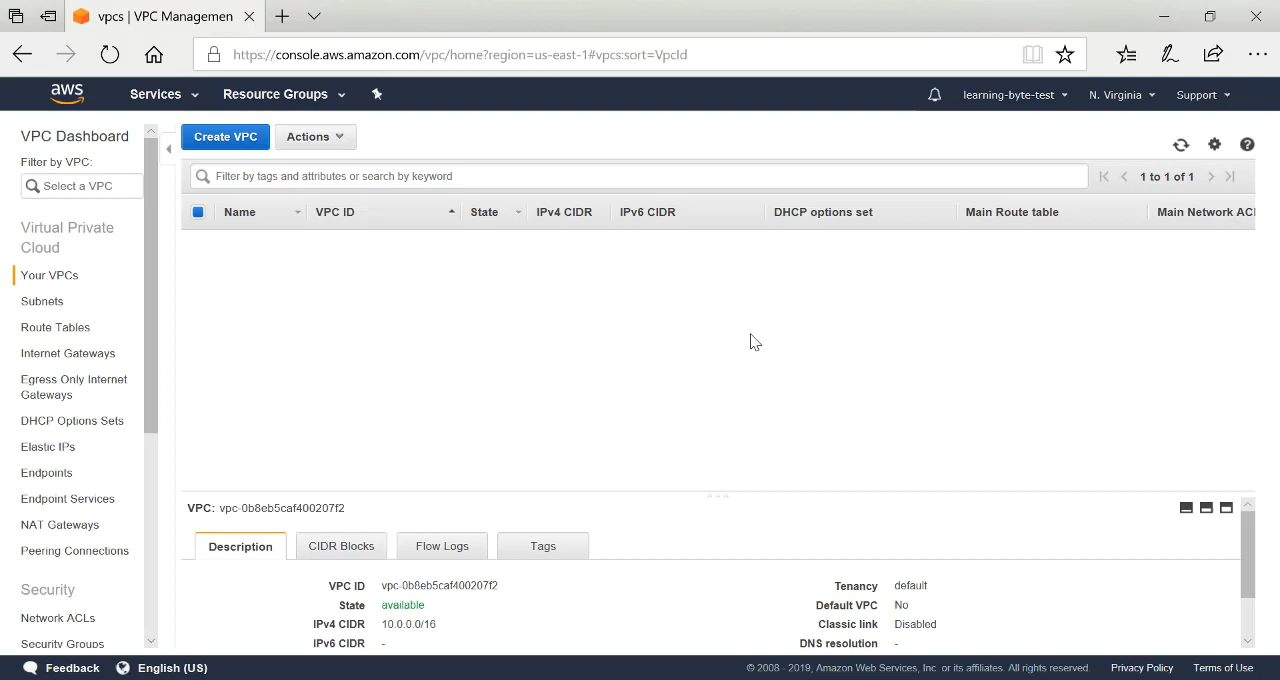 vpcs | VPC Managemen
https://console.aws.amazon.com/vpc/home?region=us-east-1#vpcs:sort=VpcId
aws
Services
Resource Groups
learning-byte-test
N. Virginia
Support
VPC Dashboard
Filter by VPC:
Select a VPC
Virtual Private
Cloud
Your VPCs
Subnets
Route Tables
Internet Gateways
Egress Only Internet
Gateways
DHCP Options Sets
Elastic IPs
Endpoints
Endpoint Services
NAT Gateways
Peering Connections
Security
Network ACLs
Security Groups
Create VPC
Actions
Filter by tags and attributes or search by keyword
1 to 1 of 1
Name
VPC ID
State
IPv4 CIDR
IPv6 CIDR
DHCP options set
Main Route table
Main Network ACI
VPC: vpc-0b8eb5caf400207f2
Description
CIDR Blocks
Flow Logs
Tags
VPC ID vpc-0b8eb5caf400207f2
State available
IPv4 CIDR 10.0.0.0/16
IPv6 CIDR -
Tenancy default
Default VPC No
Classic link Disabled
DNS resolution -
Feedback
English (US)
© 2008 - 2019, Amazon Web Services, Inc. or its affiliates. All rights reserved.
Privacy Policy
Terms of Use